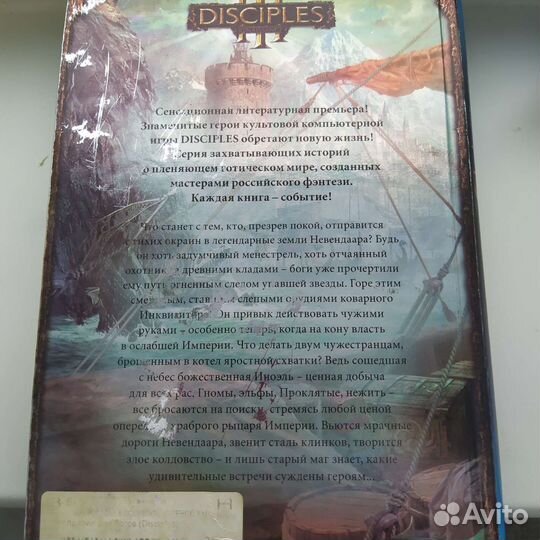 DISCIPLES
III
Сенсационная литературная премьера!
Знаменитые герои культовой компьютерной
игры DISCIPLES обретают новую жизнь!
Серия захватывающих историй
о пленяющем готическом мире, созданных
мастерами российского фэнтези.
Каждая книга – событие!
Что станет с тем, кто, презрев покой, отправится
с тихих окраин в легендарные земли Невендаара? Будь
он хоть задумчивый менестрель, хоть отчаянный
охотник за древними кладами – боги уже прочертили
ему путь огненным следом упавшей звезды. Горе этим
смертным, ставшим слепыми орудиями коварного
Инквизитора! Он привык действовать чужими
руками – особенно теперь, когда на кону власть
в ослабшей Империи. Что делать двум чужестранцам,
брошенным в котел яростной схватки? Ведь сошедшая
с небес божественная Иноэль – ценная добыча
для всех рас. Гномы, эльфы, Проклятые, нежить –
все бросаются на поиски, стремясь любой ценой
опередить храброго рыцаря Империи. Вьются мрачные
дороги Невендаара, звенит сталь клинков, творится
злое колдовство – и лишь старый маг знает, какие
удивительные встречи суждены героям...
(Disciples)
Avito